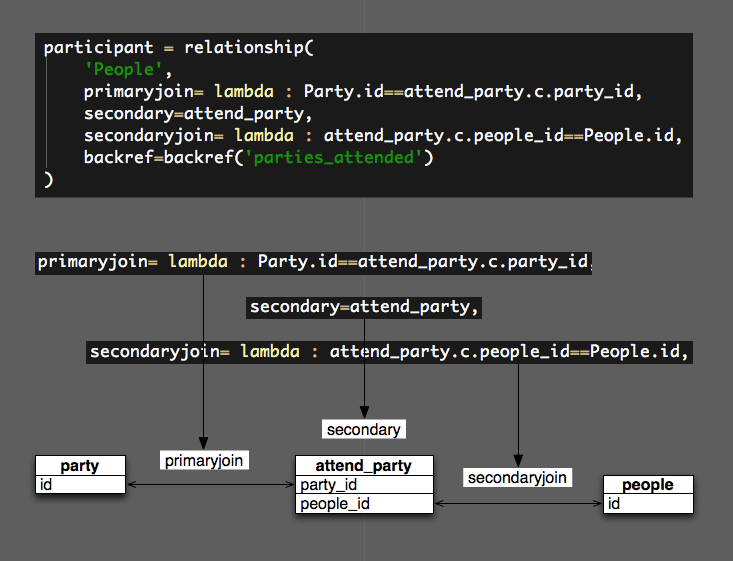 participant = relationship(
'People',
primaryjoin= lambda : Party.id==attend_party.c.party_id,
secondary=attend_party,
secondaryjoin= lambda : attend_party.c.people_id==People.id,
backref=backref('parties_attended')
)
primaryjoin= lambda : Party.id==attend_party.c.party_id,
secondary=attend_party,
secondaryjoin= lambda : attend_party.c.people_id==People.id,
secondary
primaryjoin
party
id
attend_party
party_id
people_id
secondaryjoin
people
id